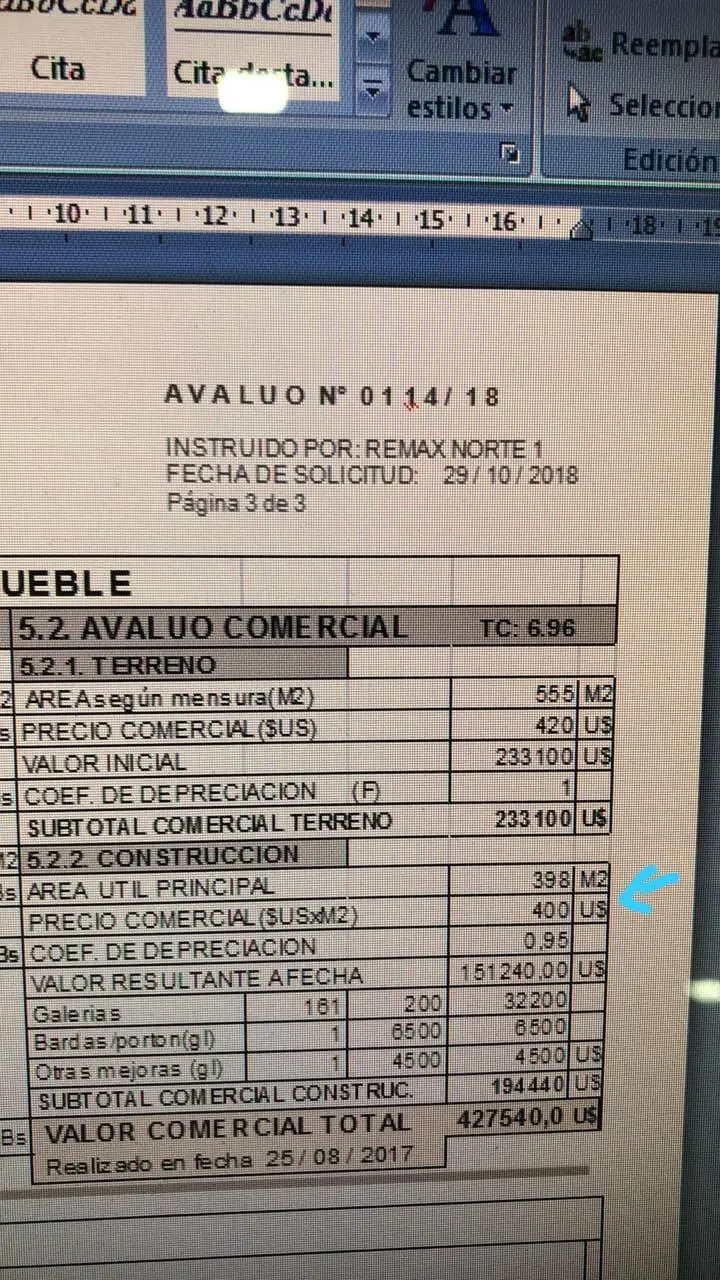 Cita
Cambiar
estilos
Edición
10 11 12 13 14 15 16 18
AVALUO Nº 0114/ 18
INSTRUIDO POR: REMAX NORTE 1
FECHA DE SOLICITUD: 29 / 10 / 2018
Página 3 de 3
UEBLE
5.2. AVALUO COMERCIAL TC: 6.96
5.2.1. TERRENO
AREA según mensura(M2) 555 M2
PRECIO COMERCIAL ($US) 420 U$
VALOR INICIAL 233100 U$
COEF. DE DEPRECIACION (F) 1
SUBTOTAL COMERCIAL TERRENO 233100 U$
5.2.2. CONSTRUCCION
Bs AREA UTIL PRINCIPAL 398 M2
PRECIO COMERCIAL ($USxM2) 400 U$
Bs COEF. DE DEPRECIACION 0,95
VALOR RESULTANTE A FECHA 151240,00 U$
Galerias 161 200 32200
Bardas/porton(gl) 1 6500 6500
Otras mejoras (gl) 1 4500 4500 U$
SUBTOTAL COMERCIAL CONSTRUC. 194440 U$
Bs VALOR COMERCIAL TOTAL 427540,0 U$
Realizado en fecha 25 / 08 / 2017